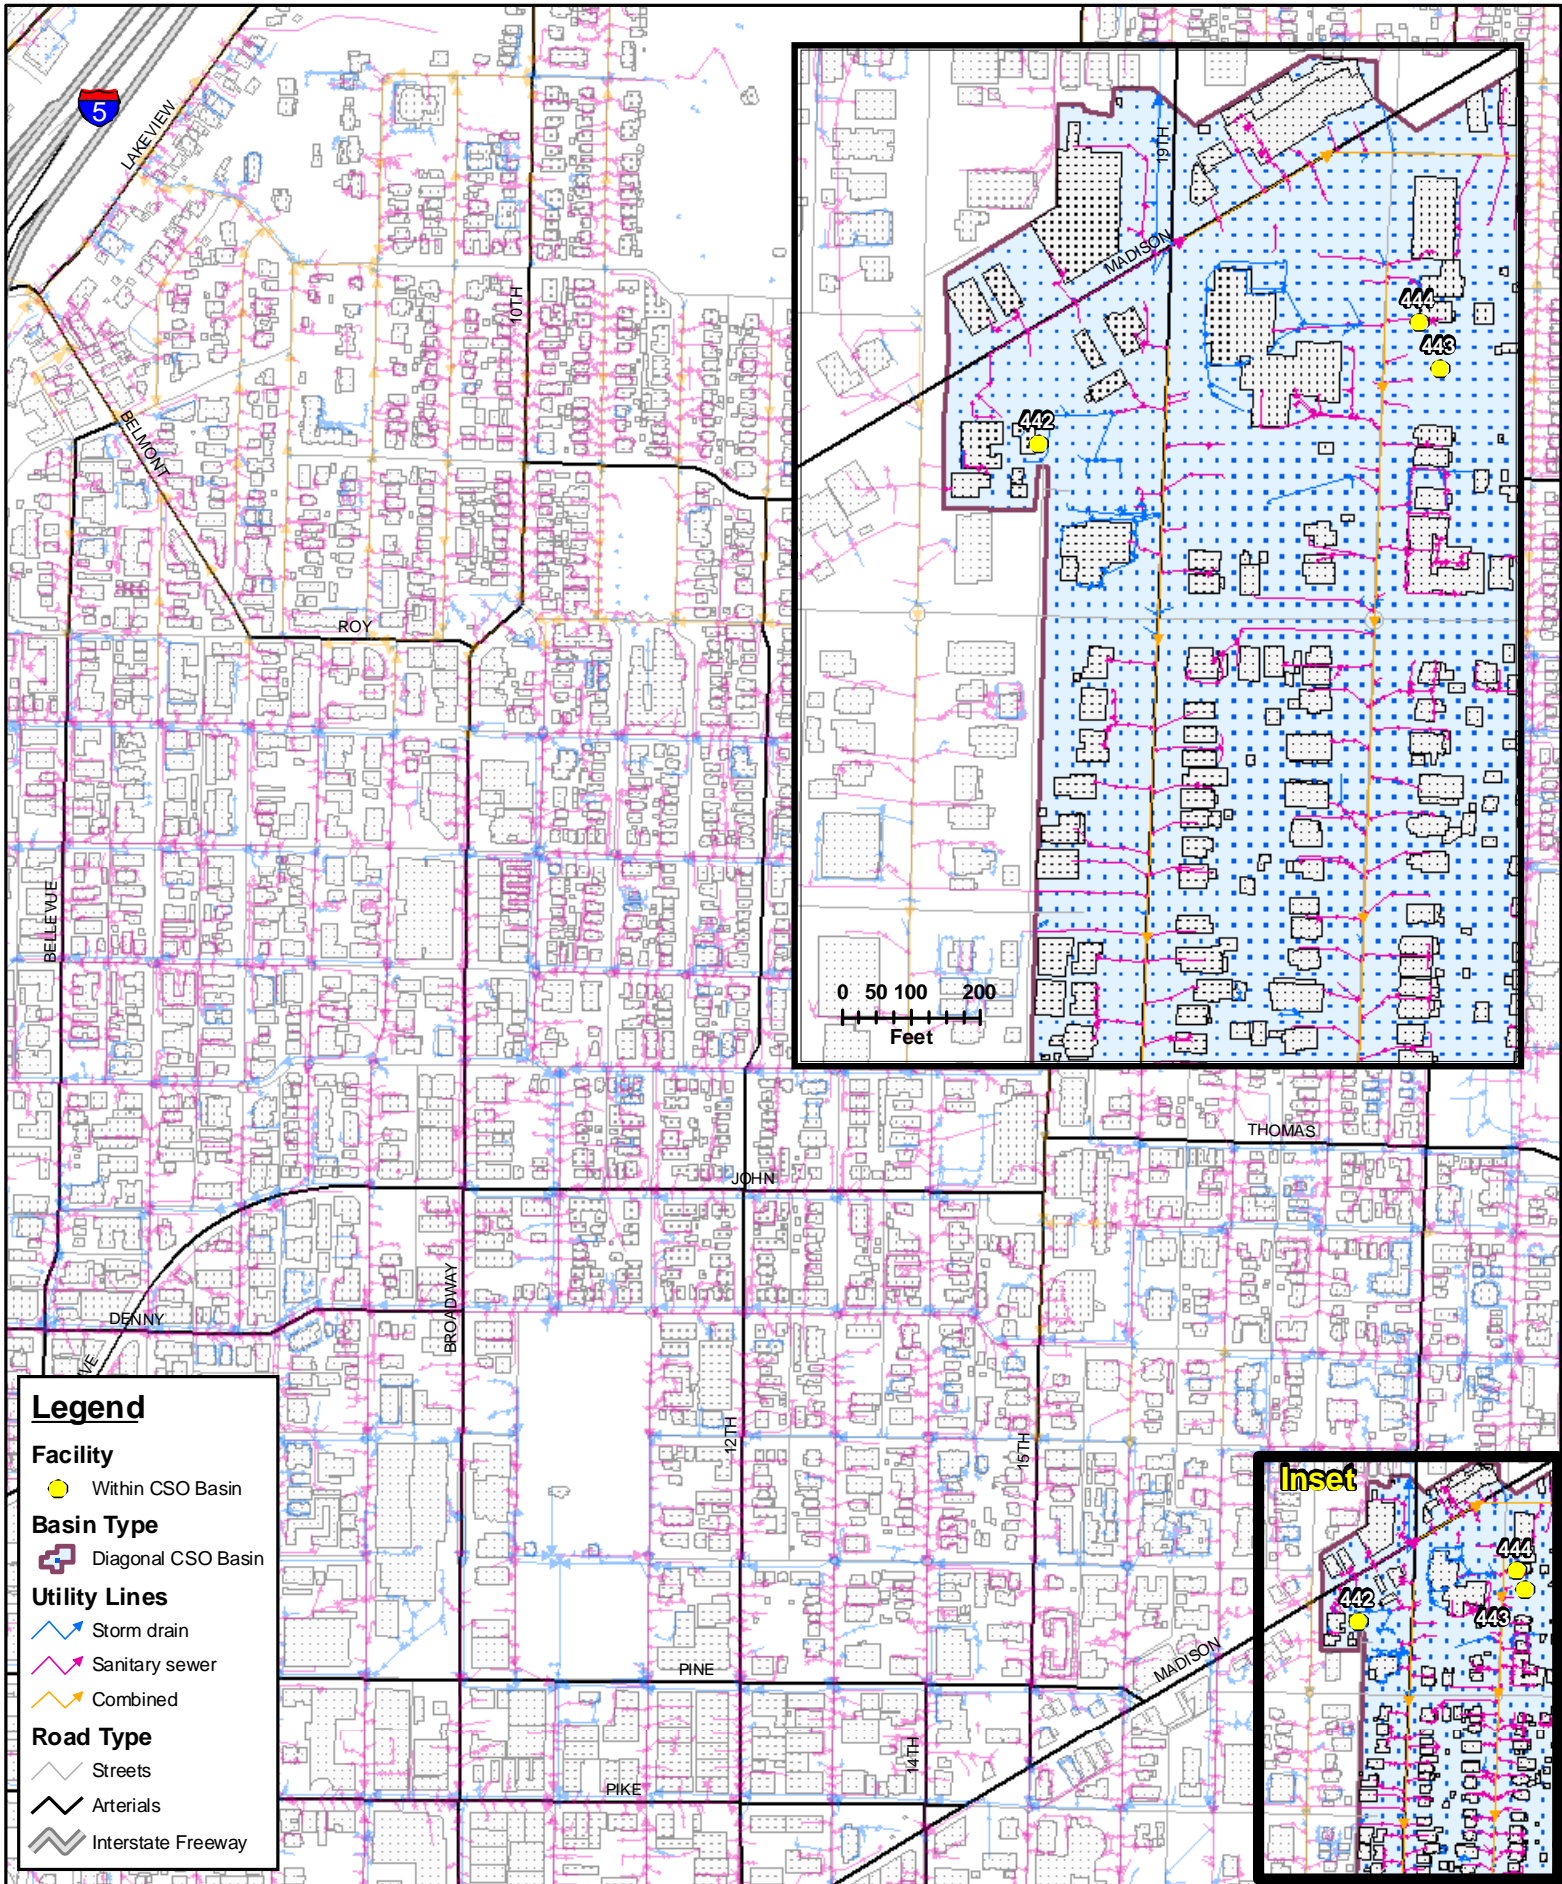 5
LAKEVIEW
10TH
BELMONT
ROY
BELLEVUE
19TH
MADISON
444
443
442
0 50 100 200
Feet
THOMAS
JOHN
DENNY
BROADWAY
12TH
15TH
14TH
PINE
PIKE
MADISON
Inset
444
442
443
Legend
Facility
Within CSO Basin
Basin Type
Diagonal CSO Basin
Utility Lines
Storm drain
Sanitary sewer
Combined
Road Type
Streets
Arterials
Interstate Freeway